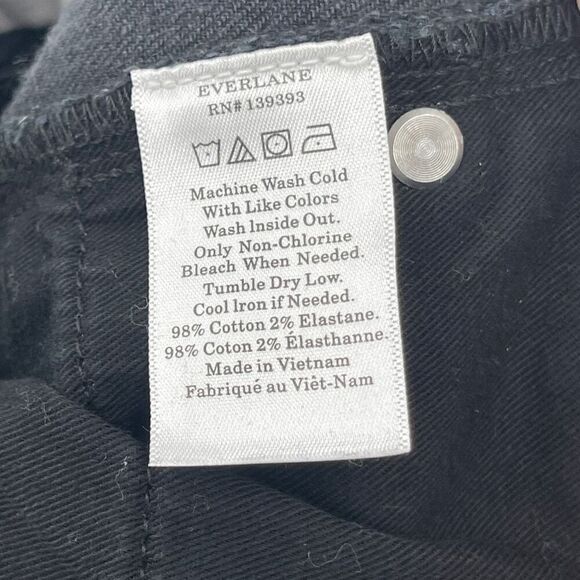 EVERLANE
RN# 139393
Machine Wash Cold
With Like Colors
Wash Inside Out.
Only Non-Chlorine
Bleach When Needed.
Tumble Dry Low.
Cool Iron if Needed.
98% Cotton 2% Elastane.
98% Coton 2% Élasthanne.
Made in Vietnam
Fabriqué au Viêt-Nam